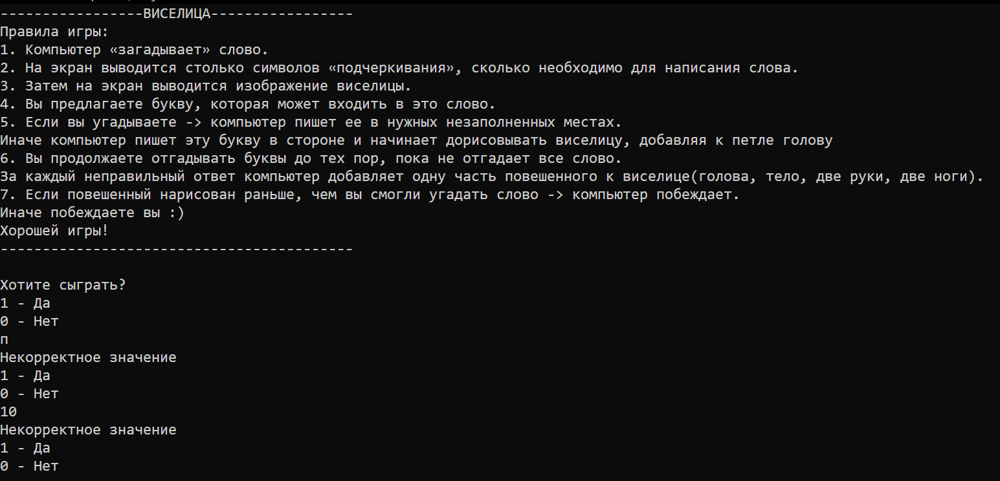 -----------------ВИСЕЛИЦА-----------------
Правила игры:
1. Компьютер «загадывает» слово.
2. На экран выводится столько символов «подчеркивания», сколько необходимо для написания слова.
3. Затем на экран выводится изображение виселицы.
4. Вы предлагаете букву, которая может входить в это слово.
5. Если вы угадываете -> компьютер пишет ее в нужных незаполненных местах.
Иначе компьютер пишет эту букву в стороне и начинает дорисовывать виселицу, добавляя к петле голову
6. Вы продолжаете отгадывать буквы до тех пор, пока не отгадает все слово.
За каждый неправильный ответ компьютер добавляет одну часть повешенного к виселице(голова, тело, две руки, две ноги).
7. Если повешенный нарисован раньше, чем вы смогли угадать слово -> компьютер побеждает.
Иначе побеждаете вы :)
Хорошей игры!
------------------------------------------
Хотите сыграть?
1 - Да
0 - Нет
п
Некорректное значение
1 - Да
0 - Нет
10
Некорректное значение
1 - Да
0 - Нет